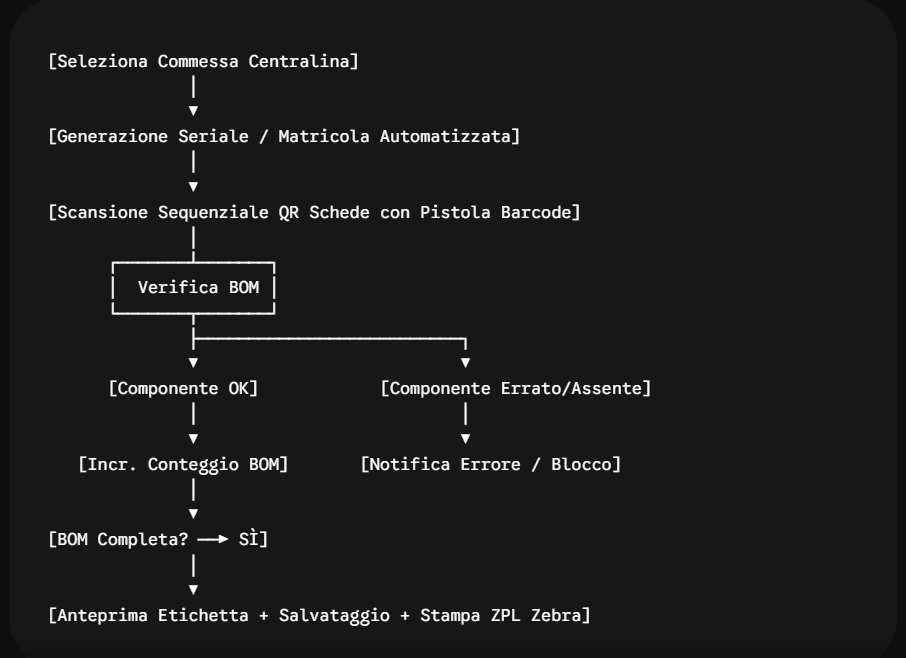 [Seleziona Commessa Centralina]
[Generazione Seriale / Matricola Automatizzata]
[Scansione Sequenziale QR Schede con Pistola Barcode]
Verifica BOM
[Componente OK] [Componente Errato/Assente]
[Incr. Conteggio BOM] [Notifica Errore / Blocco]
[BOM Completa? ──► SÌ]
[Anteprima Etichetta + Salvataggio + Stampa ZPL Zebra]